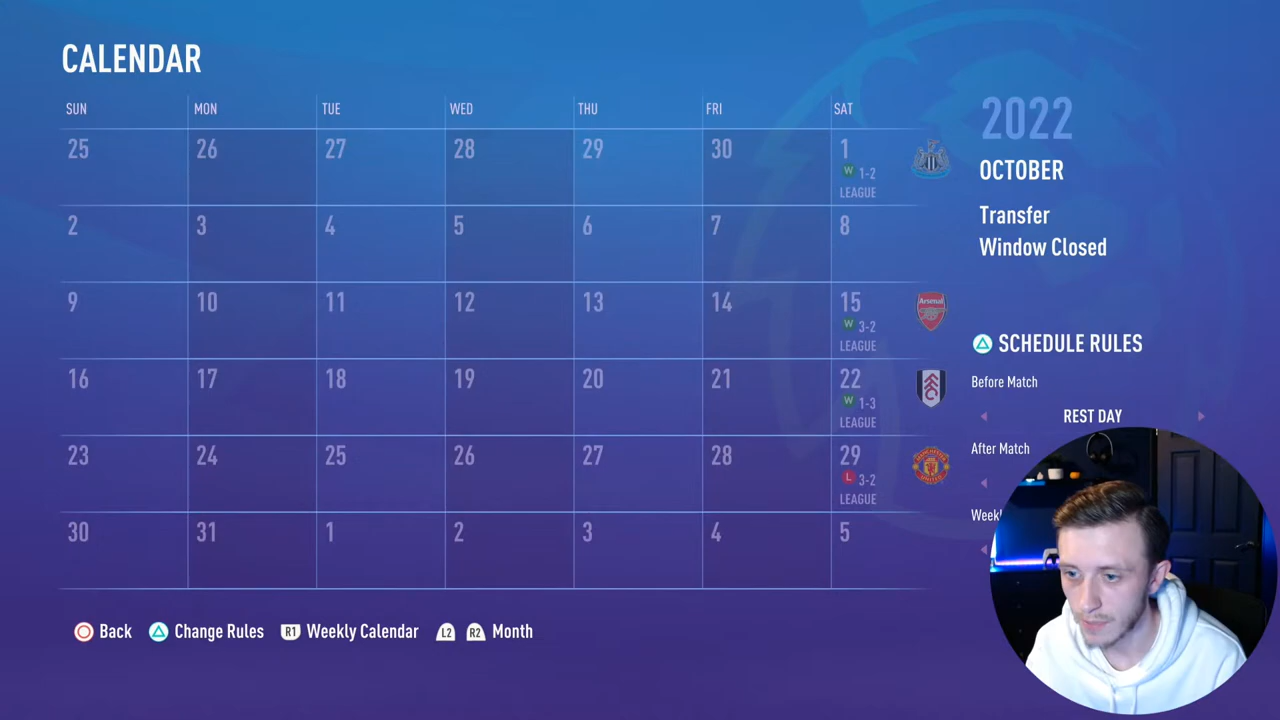 CALENDAR
SUN MON TUE WED THU FRI SAT
25 26 27 28 29 30 1
W 1-2
LEAGUE
2 3 4 5 6 7 8
9 10 11 12 13 14 15
W 3-2
LEAGUE
Arsenal
16 17 18 19 20 21 22
W 1-3
LEAGUE
23 24 25 26 27 28 29
L 3-2
LEAGUE
30 31 1 2 3 4 5
2022
OCTOBER
Transfer
Window Closed
SCHEDULE RULES
Before Match
REST DAY
After Match
Back Change Rules R1 Weekly Calendar L2 R2 Month